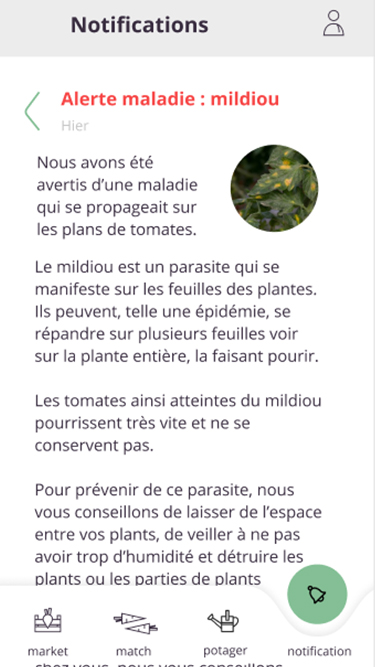 Notifications
Alerte maladie : mildiou
Hier
Nous avons été
avertis d’une maladie
qui se propageait sur
les plans de tomates.
Le mildiou est un parasite qui se
manifeste sur les feuilles des plantes.
Ils peuvent, telle une épidémie, se
répandre sur plusieurs feuilles voir
sur la plante entière, la faisant pourir.
Les tomates ainsi atteintes du mildiou
pourrissent très vite et ne se
conservent pas.
Pour prévenir de ce parasite, nous
vous conseillons de laisser de l’espace
entre vos plants, de veiller à ne pas
avoir trop d’humidité et détruire les
plants ou les parties de plants
market
match
potager
notification
chez vous, nous vous conseillons